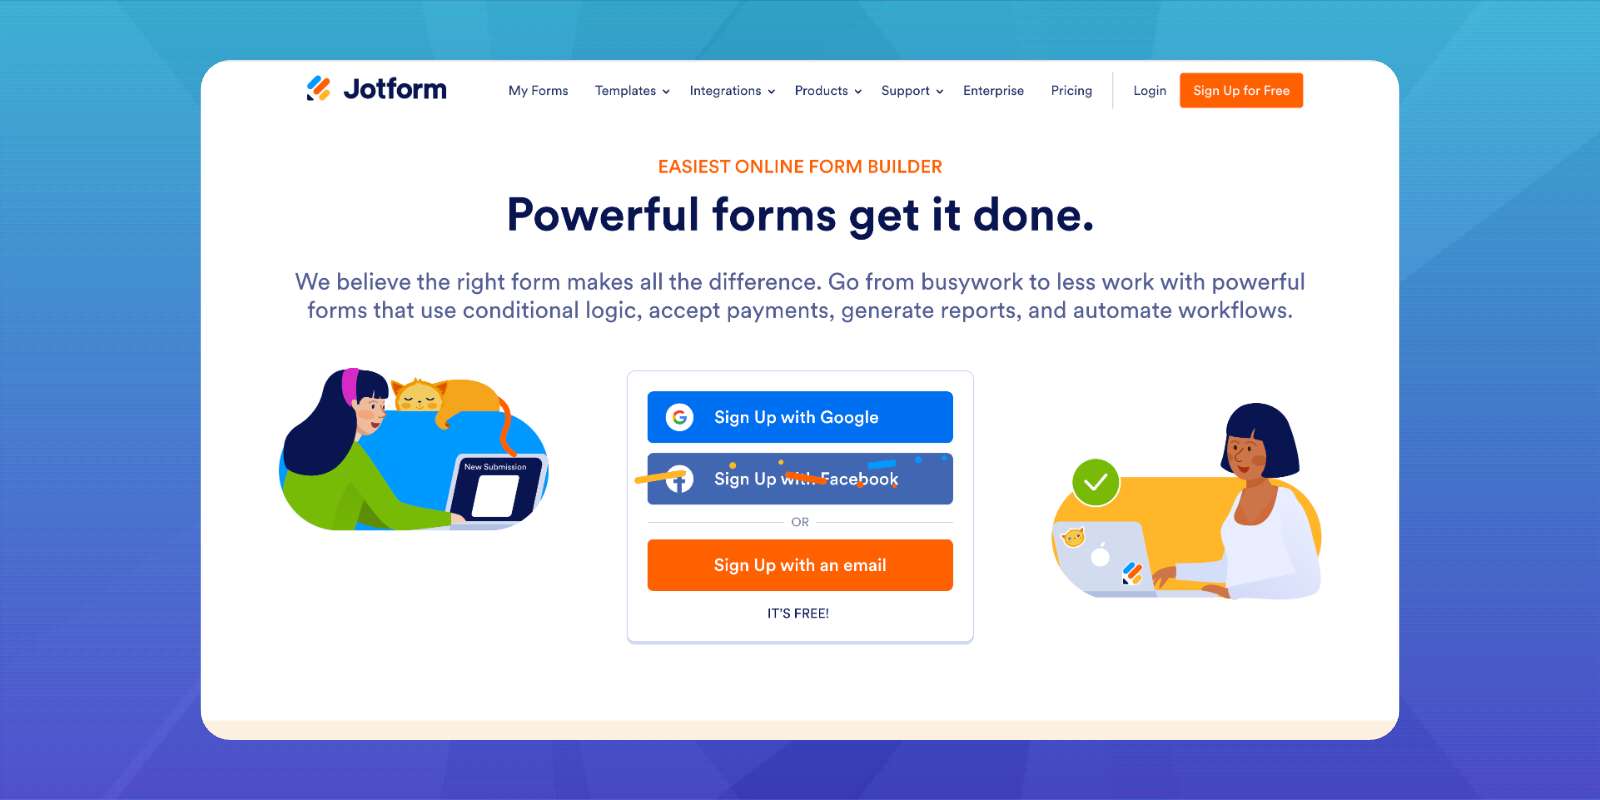 Jotform
My Forms Templates Integrations Products Support Enterprise Pricing Login Sign Up for Free
EASIEST ONLINE FORM BUILDER
Powerful forms get it done.
We believe the right form makes all the difference. Go from busywork to less work with powerful
forms that use conditional logic, accept payments, generate reports, and automate workflows.
New Submission
Sign Up with Google
Sign Up with Facebook
OR
Sign Up with an email
IT'S FREE!